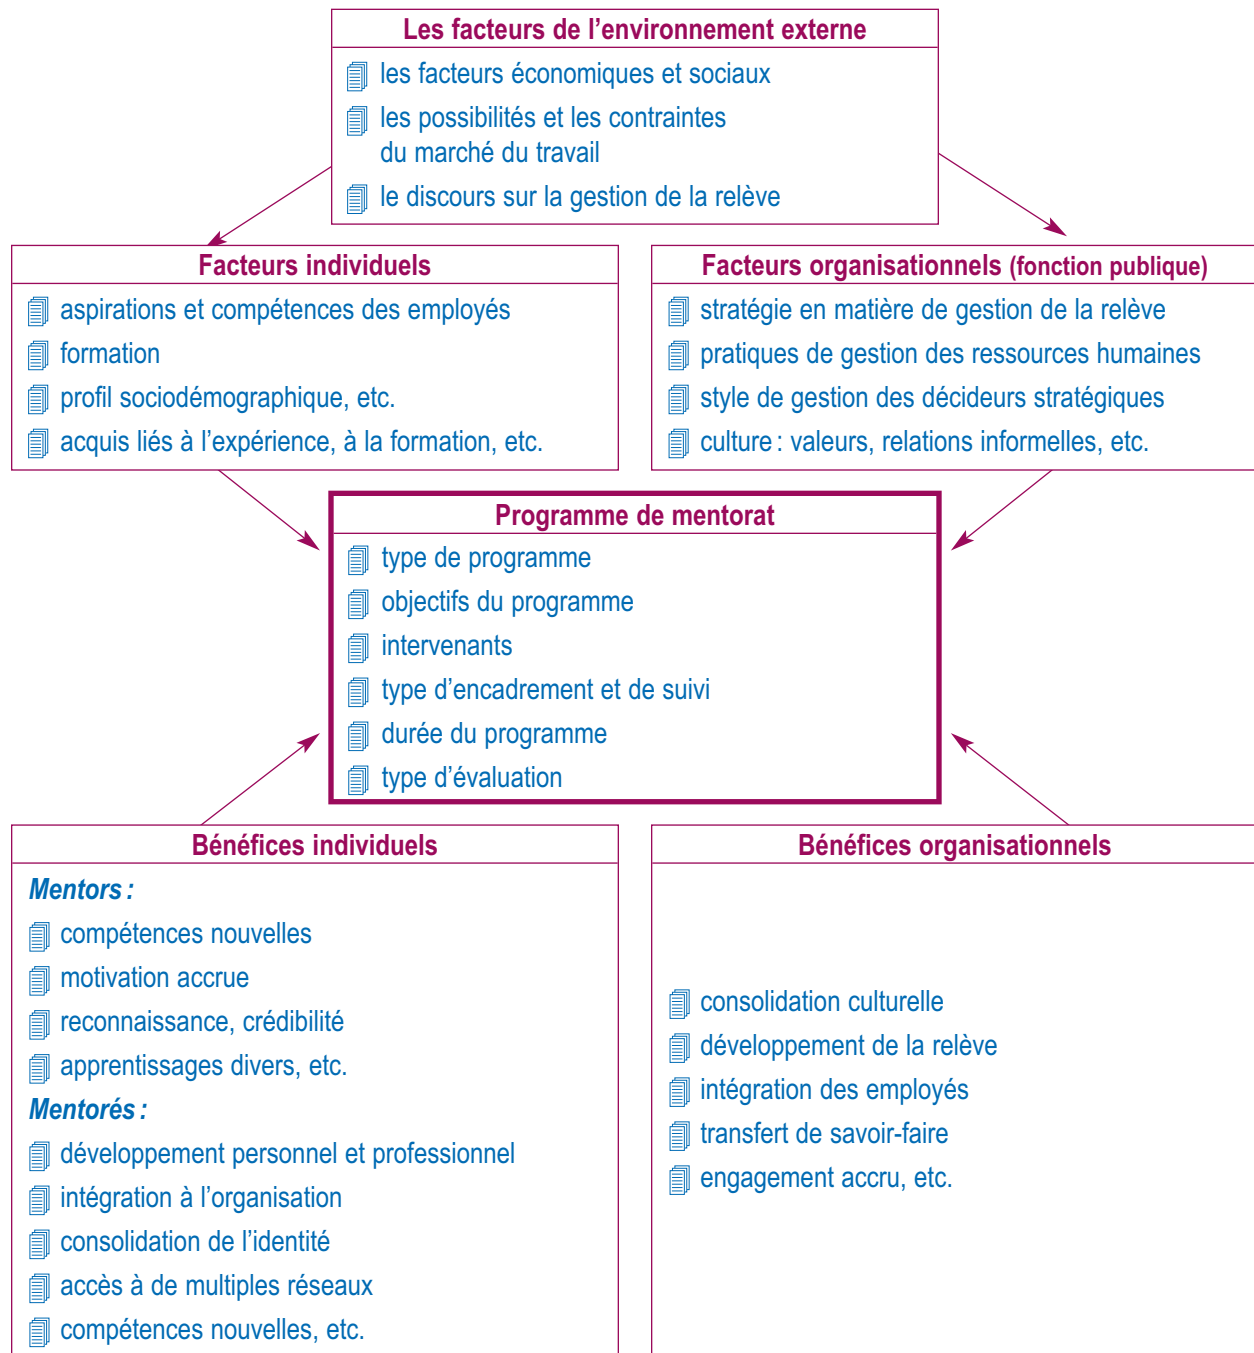 Les facteurs de l’environnement externe
les facteurs économiques et sociaux
les possibilités et les contraintes
du marché du travail
le discours sur la gestion de la relève
Facteurs individuels
aspirations et compétences des employés
formation
profil sociodémographique, etc.
acquis liés à l’expérience, à la formation, etc.
Facteurs organisationnels (fonction publique)
stratégie en matière de gestion de la relève
pratiques de gestion des ressources humaines
style de gestion des décideurs stratégiques
culture : valeurs, relations informelles, etc.
Programme de mentorat
type de programme
objectifs du programme
intervenants
type d’encadrement et de suivi
durée du programme
type d’évaluation
Bénéfices individuels
Mentors :
compétences nouvelles
motivation accrue
reconnaissance, crédibilité
apprentissages divers, etc.
Mentorés :
développement personnel et professionnel
intégration à l’organisation
consolidation de l’identité
accès à de multiples réseaux
compétences nouvelles, etc.
Bénéfices organisationnels
consolidation culturelle
développement de la relève
intégration des employés
transfert de savoir-faire
engagement accru, etc.